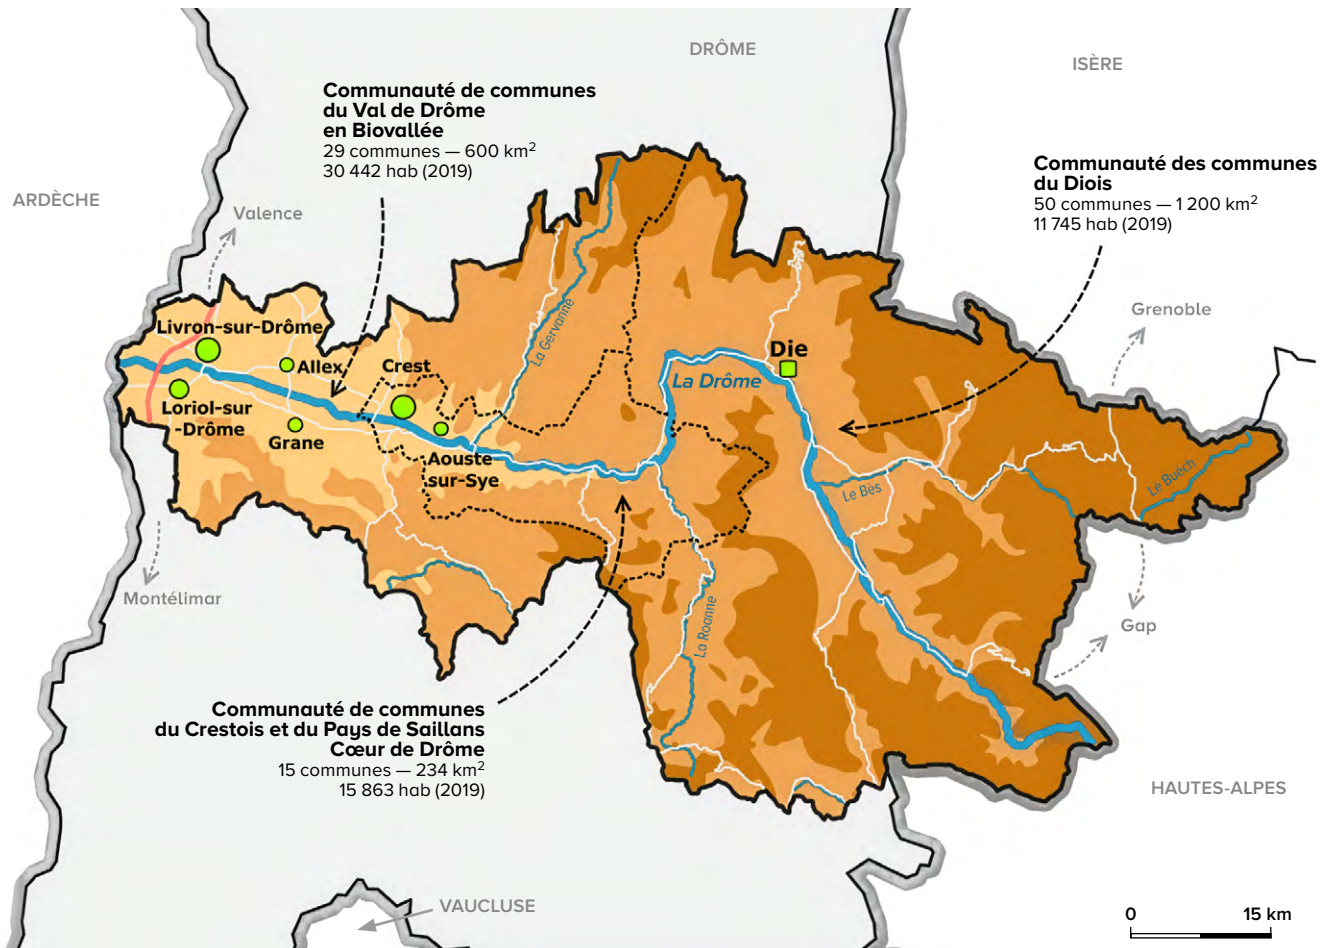 DRÔME
ISÈRE
Communauté de communes
du Val de Drôme
en Biovallée
29 communes — 600 km²
30 442 hab (2019)
Communauté des communes
du Diois
50 communes — 1 200 km²
11 745 hab (2019)
ARDÈCHE
Valence
Grenoble
La Gervanne
Livron-sur-Drôme
Allex
Crest
Die
La Drôme
Loriol-sur
-Drôme
Grane
Aouste
sur-Sye
Le Bès
Le Buech
Montélimar
La Roanne
Gap
Communauté de communes
du Crestois et du Pays de Saillans
Cœur de Drôme
15 communes — 234 km²
15 863 hab (2019)
HAUTES-ALPES
VAUCLUSE
0
15 km